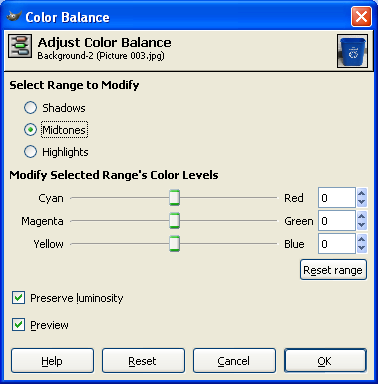 Color Balance
Adjust Color Balance
Background-2 (Picture 003.jpg)
Select Range to Modify
Shadows
Midtones
Highlights
Modify Selected Range's Color Levels
Cyan Red 0
Magenta Green 0
Yellow Blue 0
Reset range
Preserve luminosity
Preview
Help Reset Cancel OK